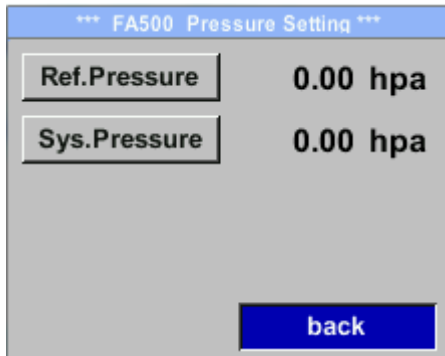 *** FA500 Pressure Setting ***
Ref.Pressure 0.00 hpa
Sys.Pressure 0.00 hpa
back